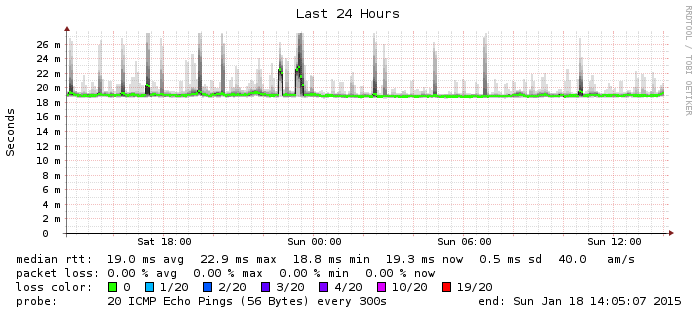 Last 24 Hours
RRDTOOL / TOBI OETIKER
Seconds
26 m
24 m
22 m
20 m
18 m
16 m
14 m
12 m
10 m
8 m
6 m
4 m
2 m
0
Sat 18:00 Sun 00:00 Sun 06:00 Sun 12:00
median rtt: 19.0 ms avg 22.9 ms max 18.8 ms min 19.3 ms now 0.5 ms sd 40.0 am/s
packet loss: 0.00 % avg 0.00 % max 0.00 % min 0.00 % now
loss color: 0 1/20 2/20 3/20 4/20 10/20 19/20
probe: 20 ICMP Echo Pings (56 Bytes) every 300s end: Sun Jan 18 14:05:07 2015